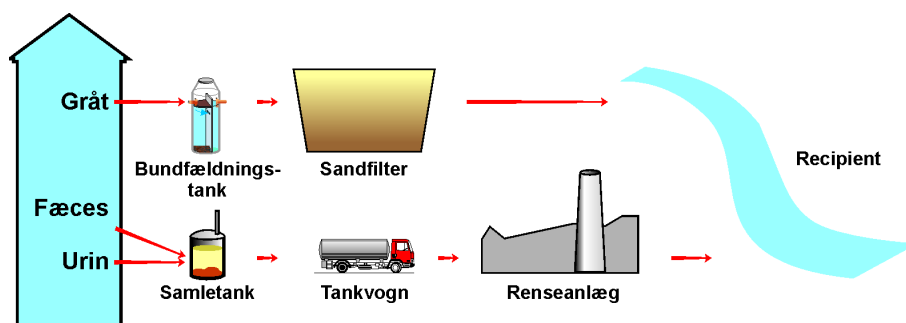 Gråt
Bundfældnings-
tank
Sandfilter
Recipient
Fæces
Urin
Samletank
Tankvogn
Renseanlæg